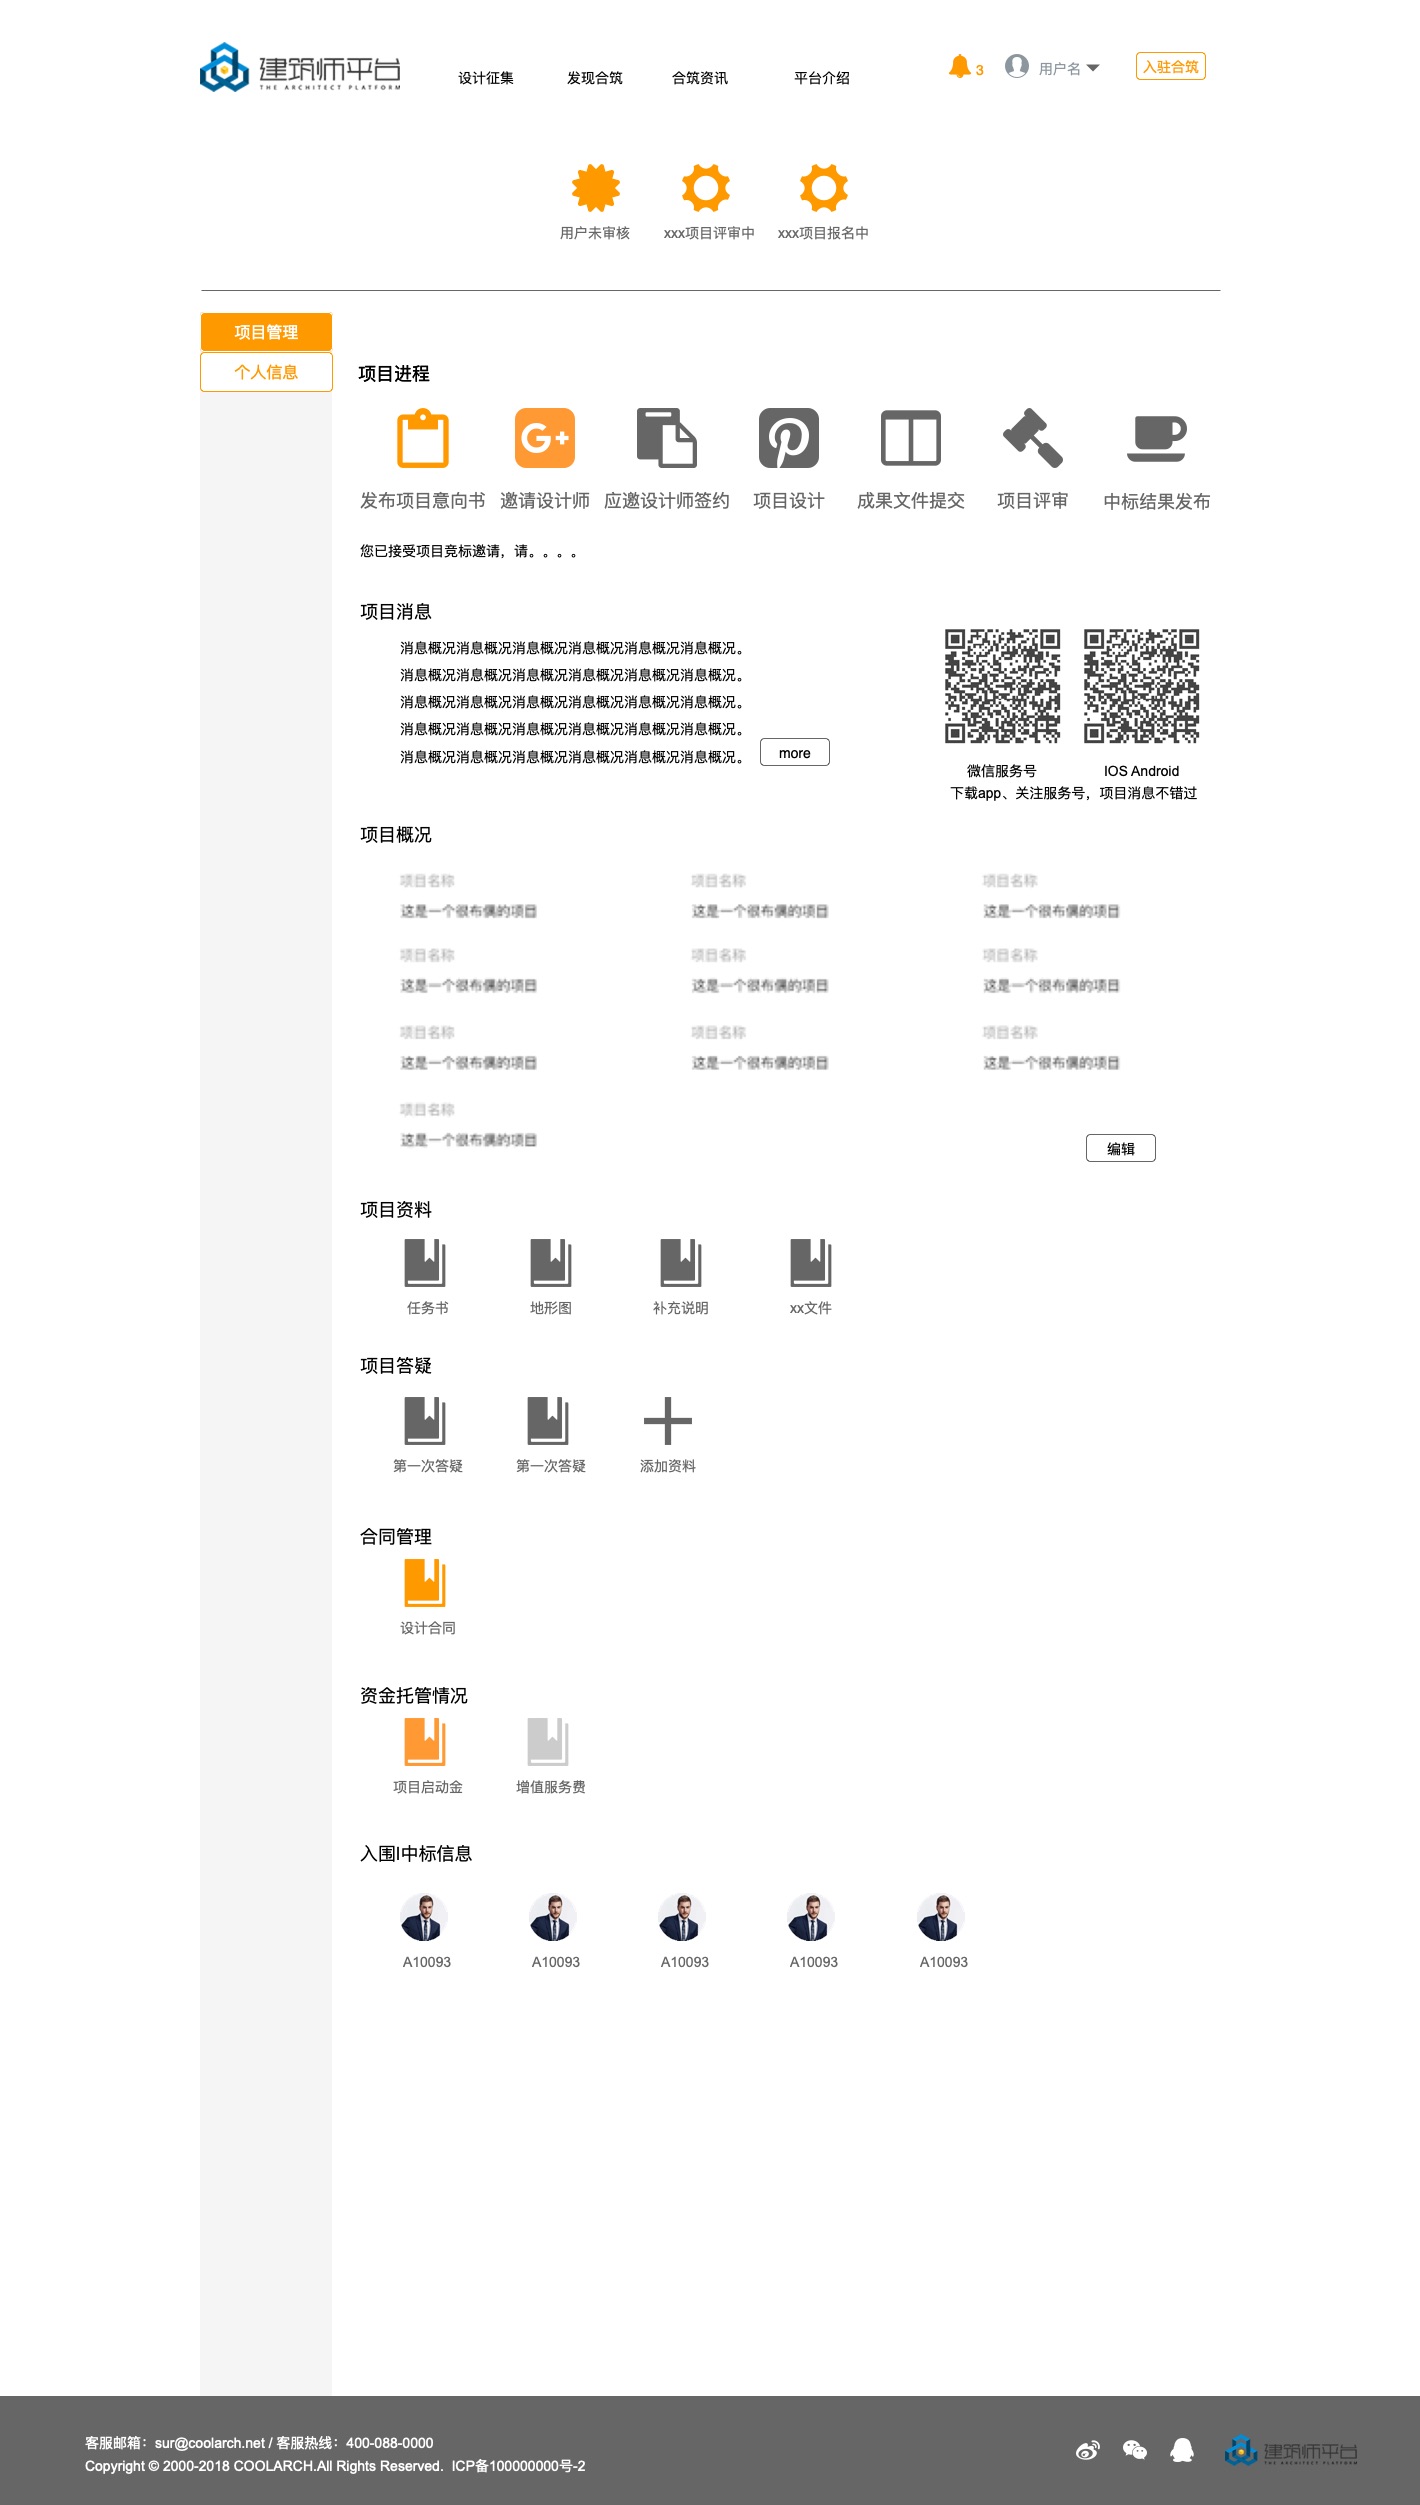 建筑师平台
THE ARCHITECT PLATFORM
设计征集 发现合筑 合筑资讯 平台介绍
3 用户名 入驻合筑
用户未审核 xxx项目评审中 xxx项目报名中
项目管理
个人信息
项目进程
发布项目意向书 邀请设计师 应邀设计师签约 项目设计 成果文件提交 项目评审 中标结果发布
您已接受项目竞标邀请，请。。。。
项目消息
消息概况消息概况消息概况消息概况消息概况消息概况。
消息概况消息概况消息概况消息概况消息概况消息概况。
消息概况消息概况消息概况消息概况消息概况消息概况。
消息概况消息概况消息概况消息概况消息概况消息概况。
消息概况消息概况消息概况消息概况消息概况消息概况。 more
微信服务号 IOS Android
下载app、关注服务号，项目消息不错过
项目概况
项目名称 项目名称 项目名称
这是一个很布偶的项目 这是一个很布偶的项目 这是一个很布偶的项目
项目名称 项目名称 项目名称
这是一个很布偶的项目 这是一个很布偶的项目 这是一个很布偶的项目
项目名称 项目名称 项目名称
这是一个很布偶的项目 这是一个很布偶的项目 这是一个很布偶的项目
项目名称
这是一个很布偶的项目
编辑
项目资料
任务书 地形图 补充说明 xx文件
项目答疑
第一次答疑 第一次答疑 添加资料
合同管理
设计合同
资金托管情况
项目启动金 增值服务费
入围I中标信息
A10093 A10093 A10093 A10093 A10093
客服邮箱：sur@coolarch.net / 客服热线：400-088-0000
Copyright © 2000-2018 COOLARCH.All Rights Reserved. ICP备100000000号-2
建筑师平台
THE ARCHITECT PLATFORM